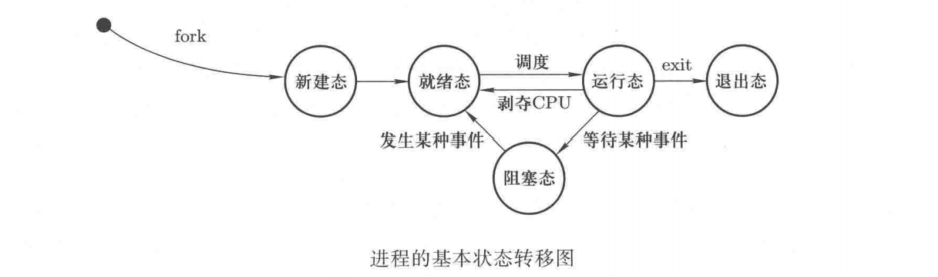 fork
新建态
就绪态
调度
剥夺CPU
运行态
exit
退出态
发生某种事件
等待某种事件
阻塞态
进程的基本状态转移图